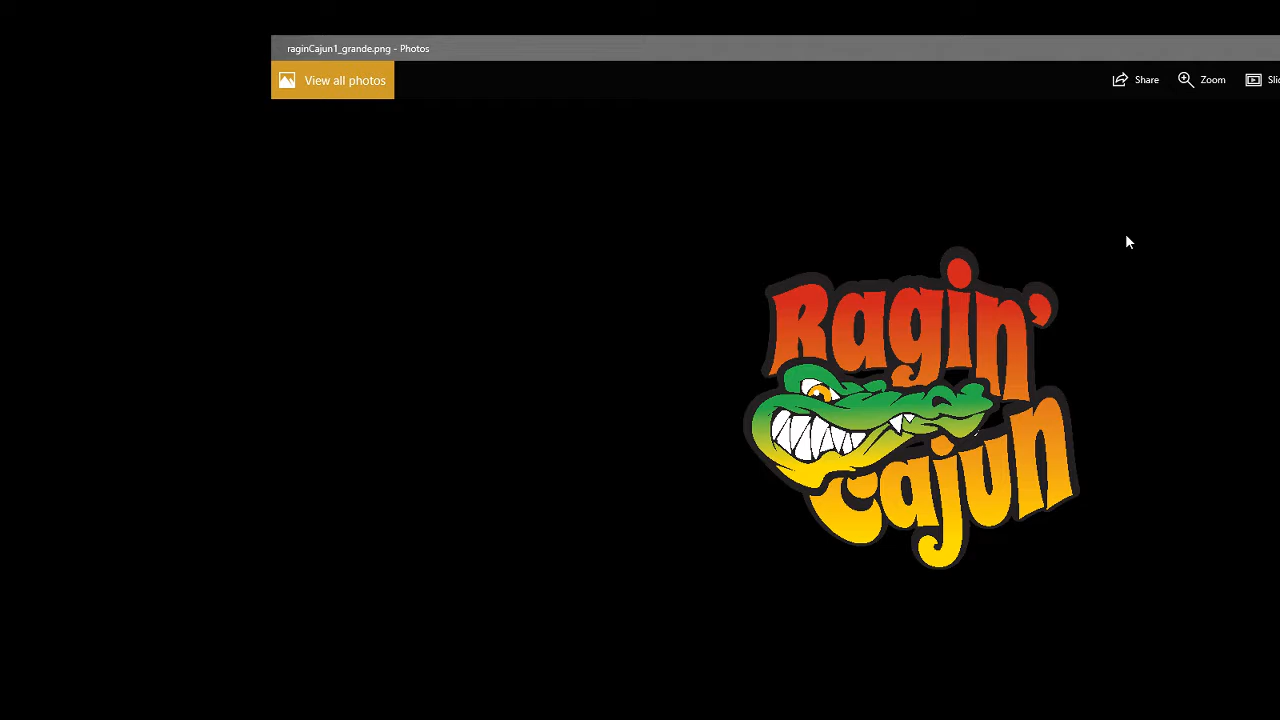 raginCajun1_grande.png - Photos
View all photos
Share
Zoom
Ragin'
Cajun